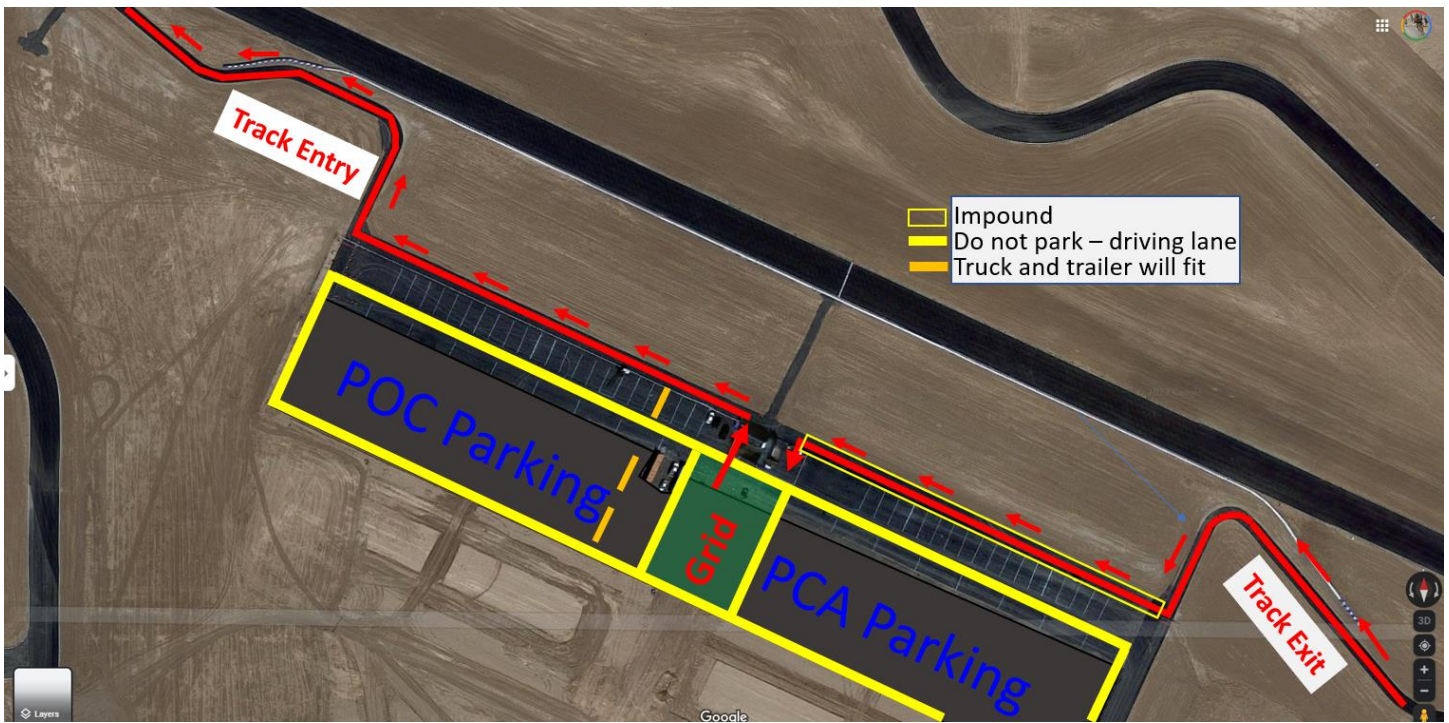 Track Entry
Impound
Do not park – driving lane
Truck and trailer will fit
POC Parking
Grid
PCA Parking
Track Exit
3D
Layers
Google